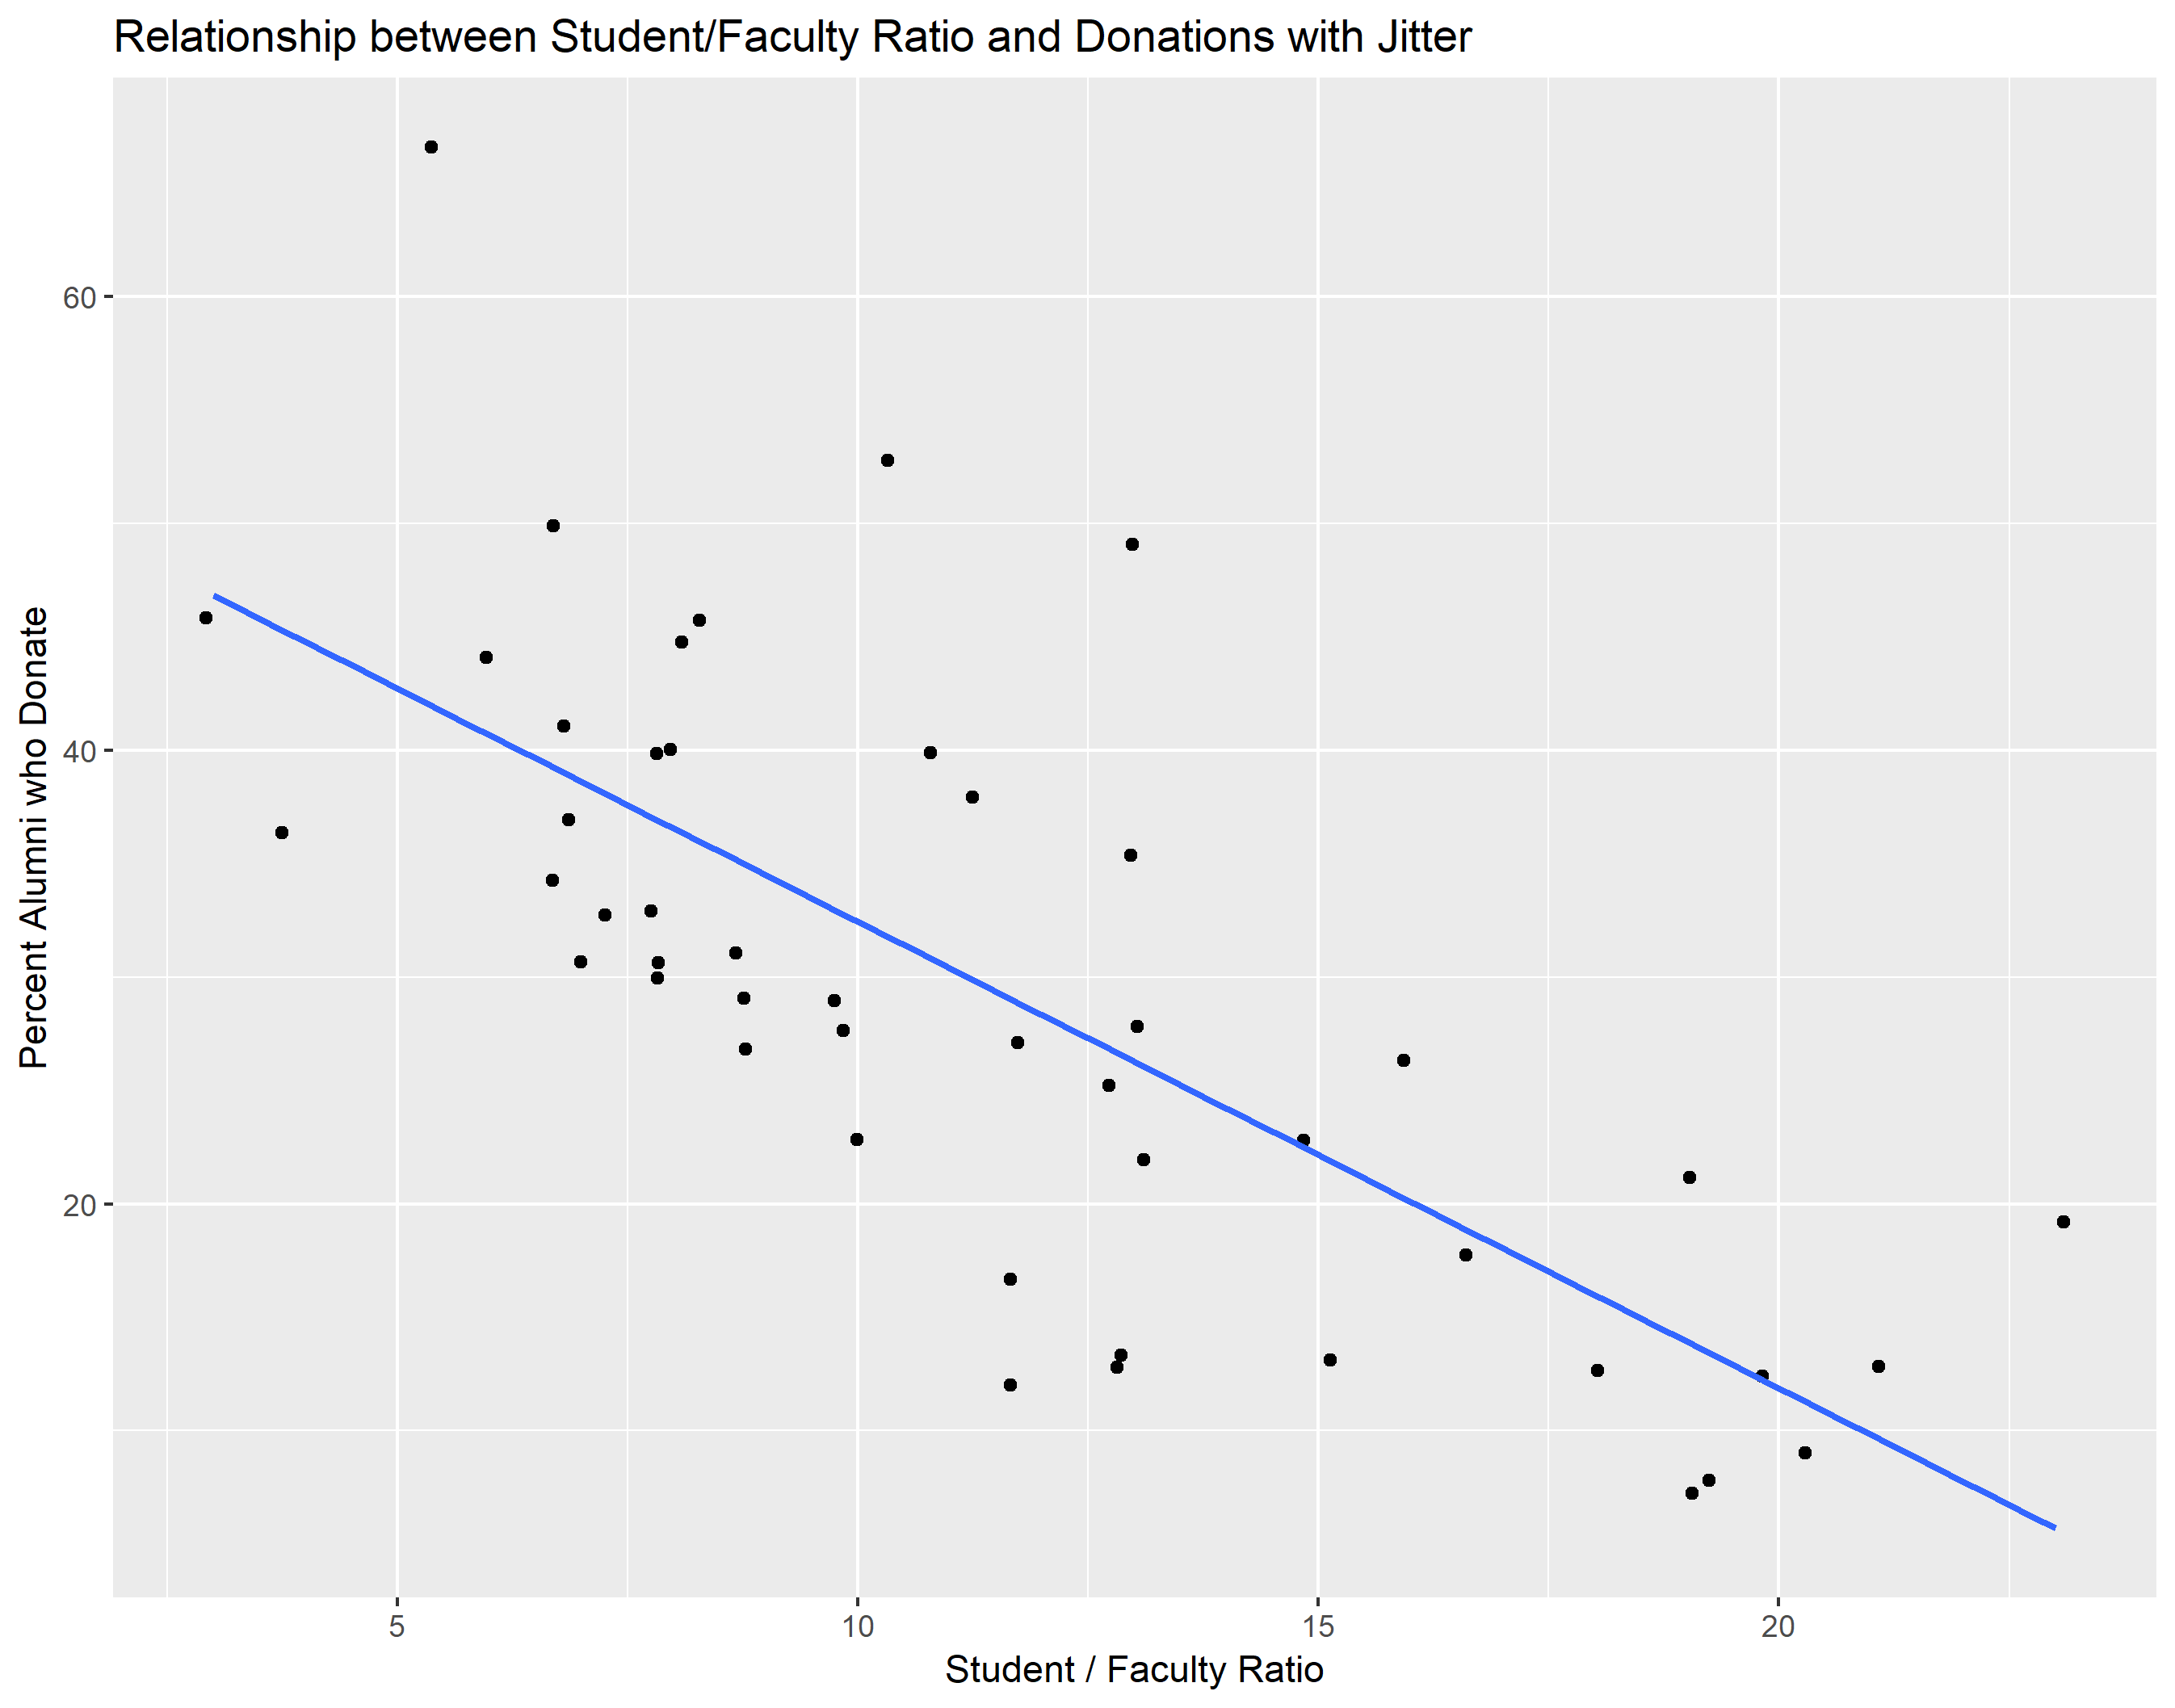 Relationship between Student/Faculty Ratio and Donations with Jitter
Percent Alumni who Donate
60
40
20
5
10
15
20
Student / Faculty Ratio